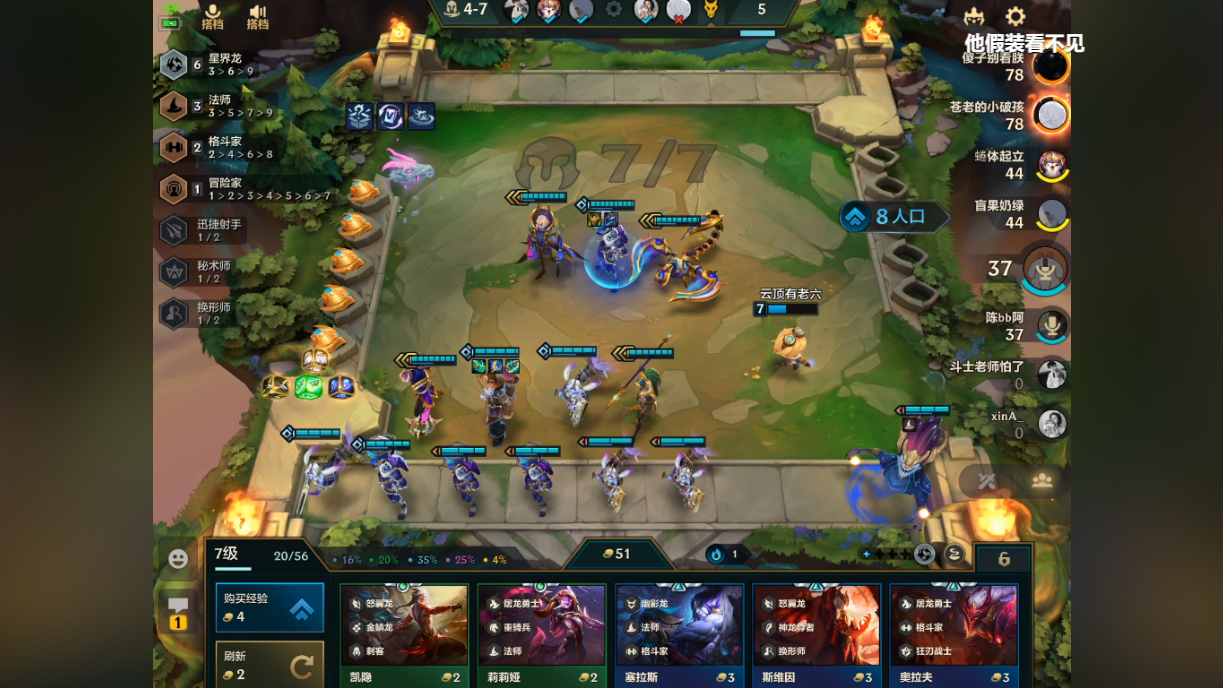 搭档
搭档
4-7
5
他假装看不见
傻子别看朕
78
苍老的小破孩
78
蜷体起立
44
盲果奶绿
44
37
陈bb阿
37
斗士老师怕了
0
xinA_
0
6
星界龙
3 > 6 > 9
3
法师
3 > 5 > 7 > 9
2
格斗家
2 > 4 > 6 > 8
1
冒险家
1 > 2 > 3 > 4 > 5 > 6 > 7
迅捷射手
1 / 2
秘术师
1 / 2
换形师
1 / 2
7/7
8人口
云顶有老六
7
7级
20/56
16%
20%
35%
25%
4%
51
1
6
购买经验
4
刷新
2
1
怒翼龙
金鳞龙
刺客
凯隐
2
屠龙勇士
重骑兵
法师
莉莉娅
2
幽影龙
法师
格斗家
塞拉斯
3
怒翼龙
神龙尊者
换形师
斯维因
3
屠龙勇士
格斗家
狂刃战士
奥拉夫
3